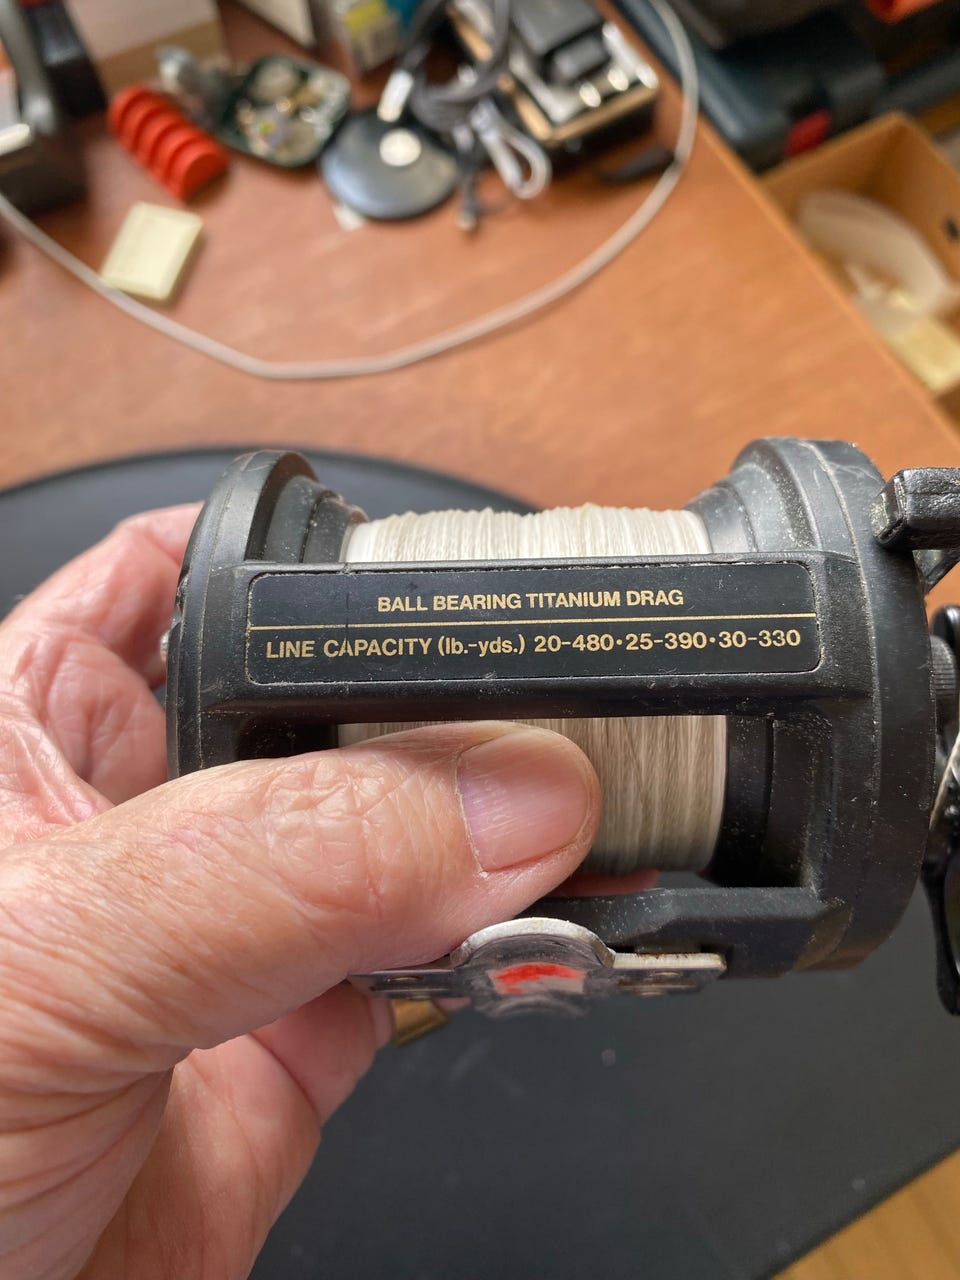 BALL BEARING TITANIUM DRAG
LINE CAPACITY (lb.-yds.) 20-480•25-390•30-330